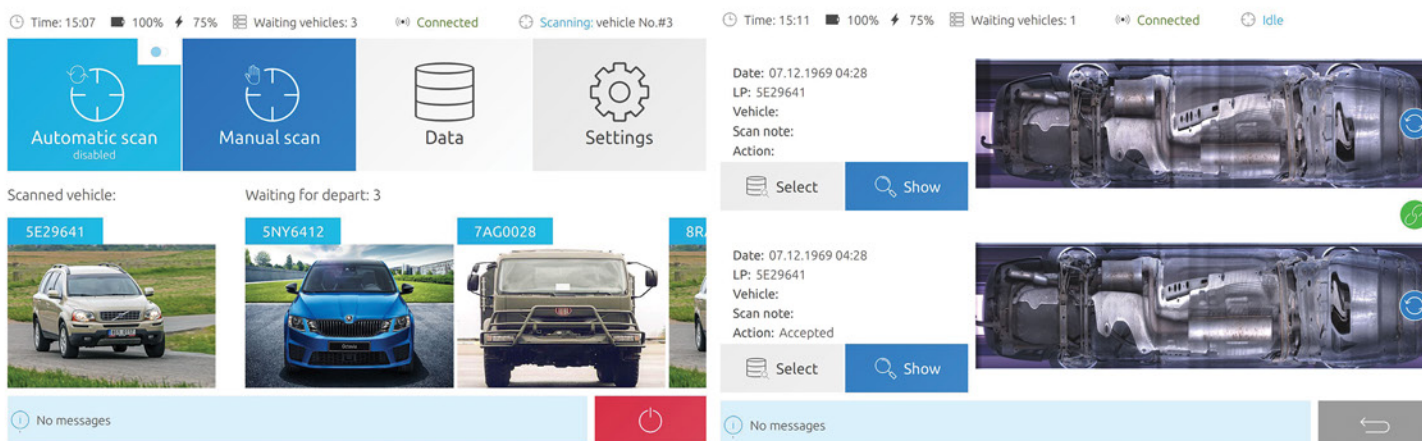 Time: 15:07 100% 75% Waiting vehicles: 3 Connected Scanning: vehicle No.#3
Automatic scan
disabled
Manual scan
Data
Settings
Scanned vehicle:
Waiting for depart: 3
5E29641
5NY6412
7AG0028
8R
No messages
Time: 15:11 100% 75% Waiting vehicles: 1 Connected Idle
Date: 07.12.1969 04:28
LP: 5E29641
Vehicle:
Scan note:
Action:
Select
Show
Date: 07.12.1969 04:28
LP: 5E29641
Vehicle:
Scan note:
Action: Accepted
Select
Show
No messages